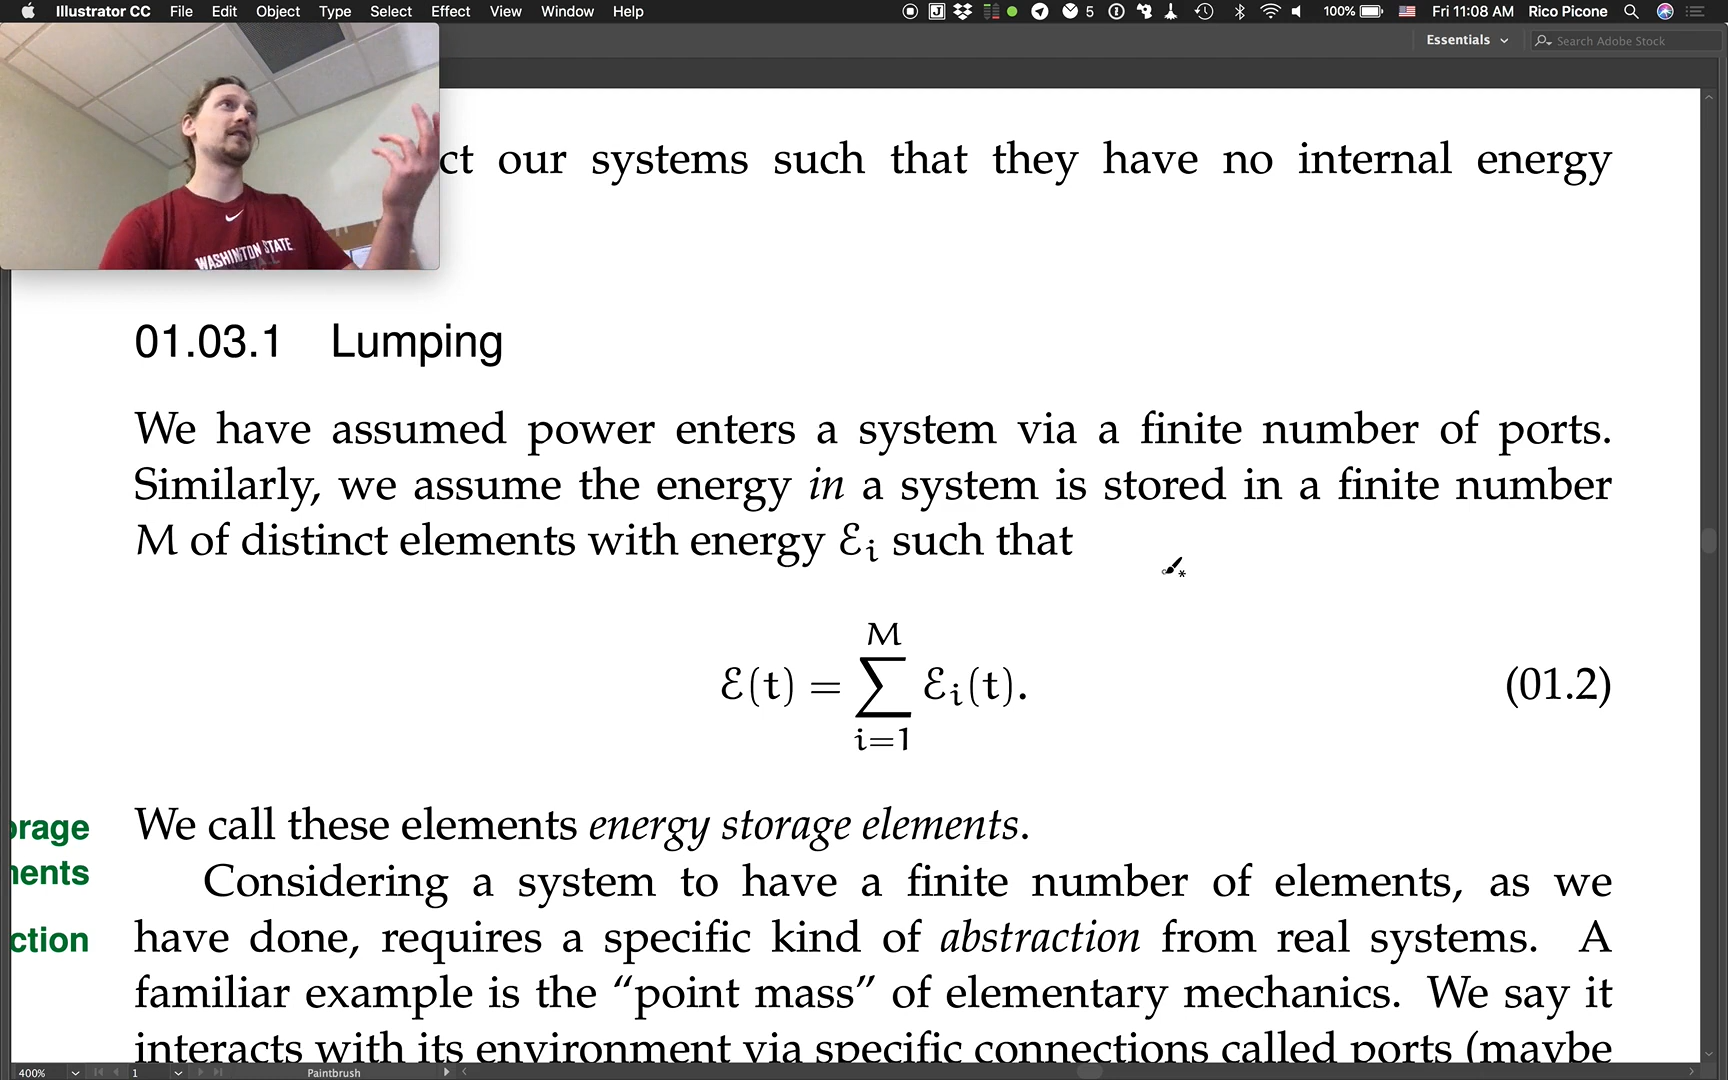 Illustrator CC File Edit Object Type Select Effect View Window Help 5 100% Fri 11:08 AM Rico Picone
Essentials Search Adobe Stock
WASHINGTON STATE
ct our systems such that they have no internal energy
01.03.1 Lumping
We have assumed power enters a system via a finite number of ports.
Similarly, we assume the energy in a system is stored in a finite number
M of distinct elements with energy ℰᵢ such that
M
ℰ(t) = ∑ ℰᵢ(t). (01.2)
i=1
orage We call these elements energy storage elements.
nents Considering a system to have a finite number of elements, as we
ction have done, requires a specific kind of abstraction from real systems. A
familiar example is the “point mass” of elementary mechanics. We say it
interacts with its environment via specific connections called ports (maybe
400% 1 Paintbrush